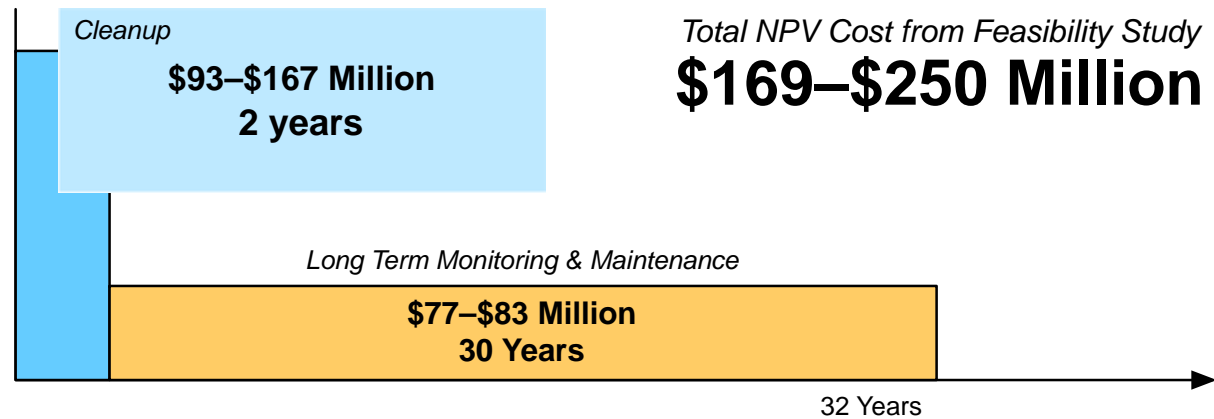 Cleanup
$93–$167 Million
2 years
Total NPV Cost from Feasibility Study
$169–$250 Million
Long Term Monitoring & Maintenance
$77–$83 Million
30 Years
32 Years